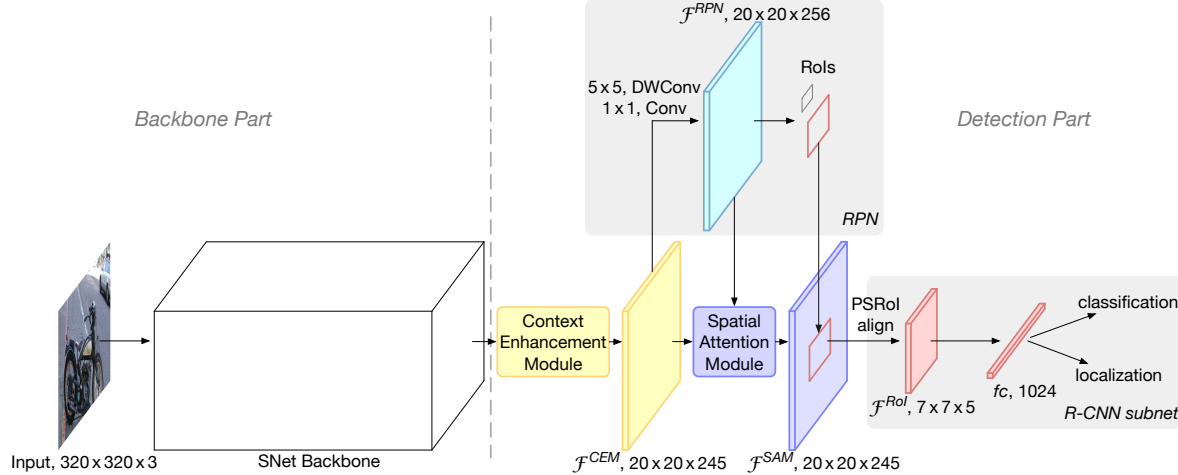 ℱ^RPN, 20 x 20 x 256
5 x 5, DWConv
1 x 1, Conv
RoIs
Backbone Part
Detection Part
RPN
PSRoI
align
classification
Context
Enhancement
Module
Spatial
Attention
Module
localization
fc, 1024
ℱ^RoI, 7 x 7 x 5
R-CNN subnet
Input, 320 x 320 x 3
SNet Backbone
ℱ^CEM, 20 x 20 x 245
ℱ^SAM, 20 x 20 x 245